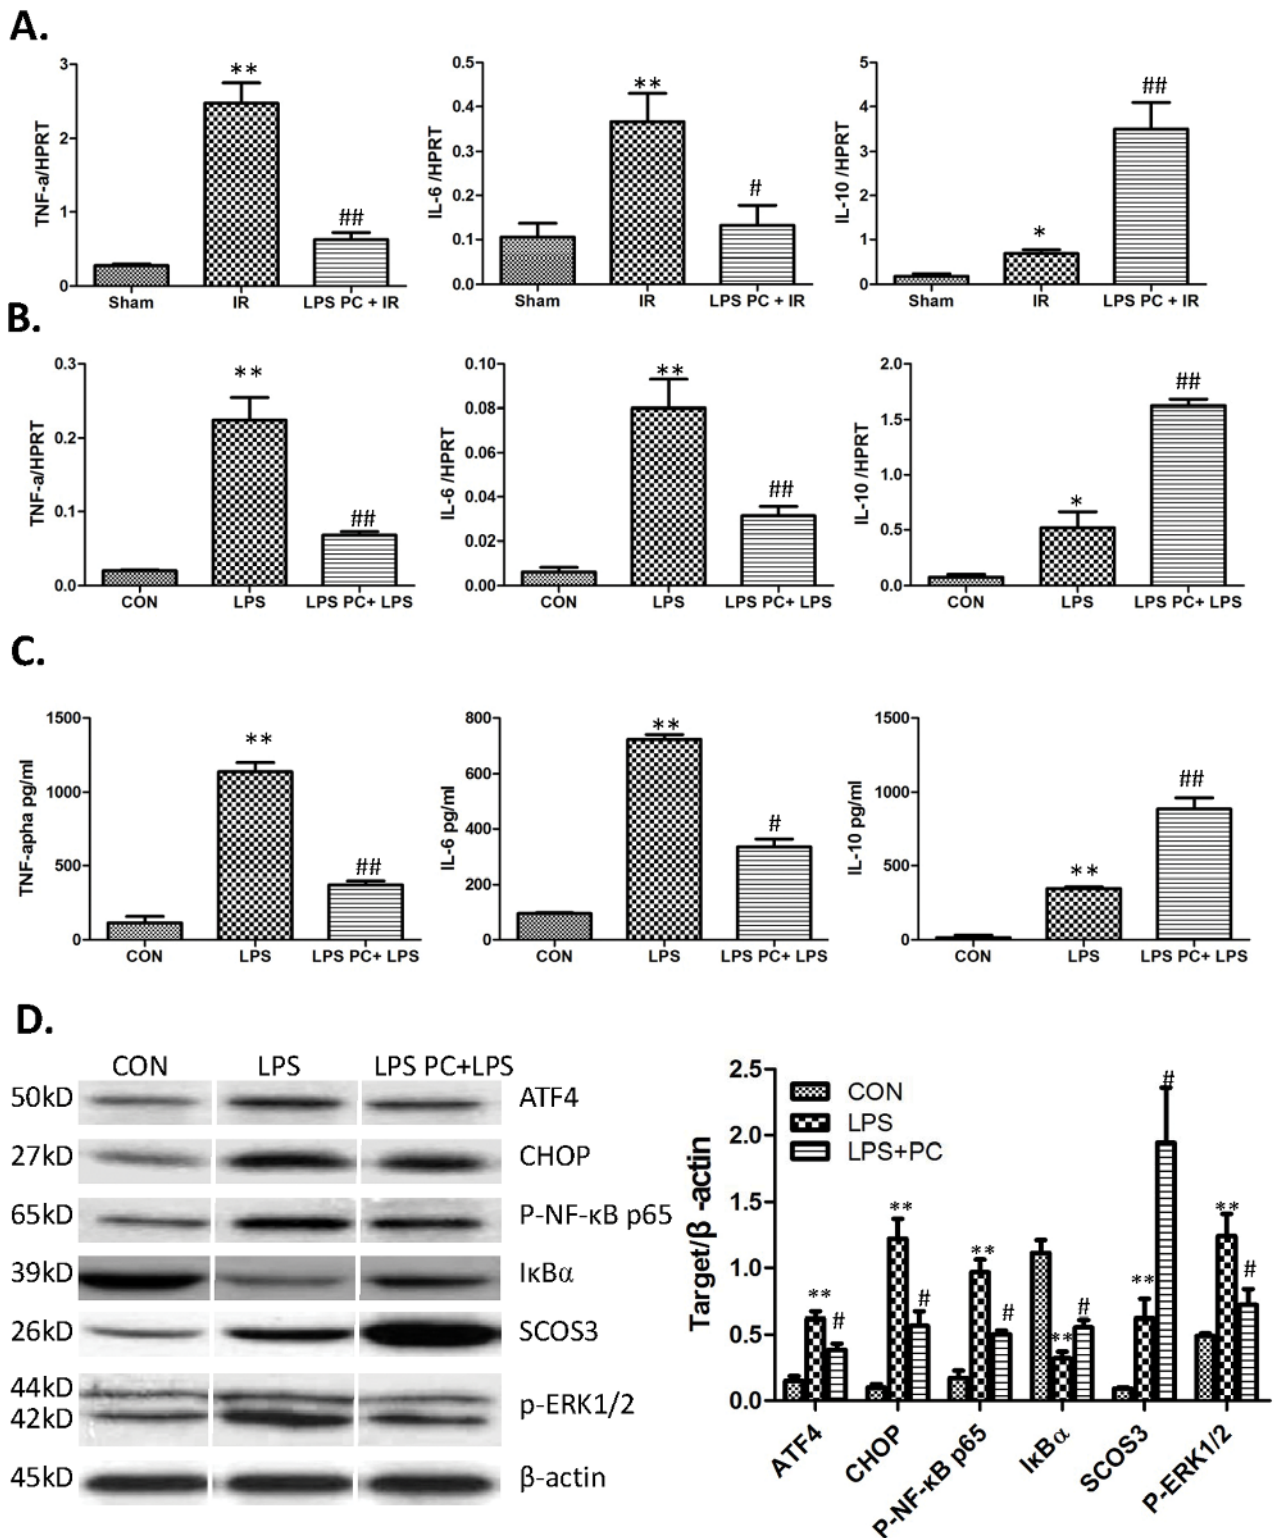 A.
3
2
1
0
TNF-a/HPRT
**
##
Sham IR LPS PC + IR
0.5
0.4
0.3
0.2
0.1
0.0
IL-6 /HPRT
**
#
Sham IR LPS PC + IR
5
4
3
2
1
0
IL-10 /HPRT
*
##
Sham IR LPS PC + IR
B.
0.3
0.2
0.1
0.0
TNF-a/HPRT
**
##
CON LPS LPS PC+ LPS
0.10
0.08
0.06
0.04
0.02
0.00
IL-6 /HPRT
**
##
CON LPS LPS PC+ LPS
2.0
1.5
1.0
0.5
0.0
IL-10 /HPRT
*
##
CON LPS LPS PC+ LPS
C.
1500
1000
500
0
TNF-apha pg/ml
**
##
CON LPS LPS PC+ LPS
800
600
400
200
0
IL-6 pg/ml
**
#
CON LPS LPS PC+ LPS
1500
1000
500
0
IL-10 pg/ml
**
##
CON LPS LPS PC+ LPS
D.
CON LPS LPS PC+LPS
50kD ATF4
27kD CHOP
65kD P-NF-κB p65
39kD IκBα
26kD SCOS3
44kD
42kD p-ERK1/2
45kD β-actin
2.5
2.0
1.5
1.0
0.5
0.0
Target/β -actin
CON
LPS
LPS+PC
** #
** #
** #
** #
** #
** #
ATF4 CHOP P-NF-κB p65 IκBα SCOS3 P-ERK1/2